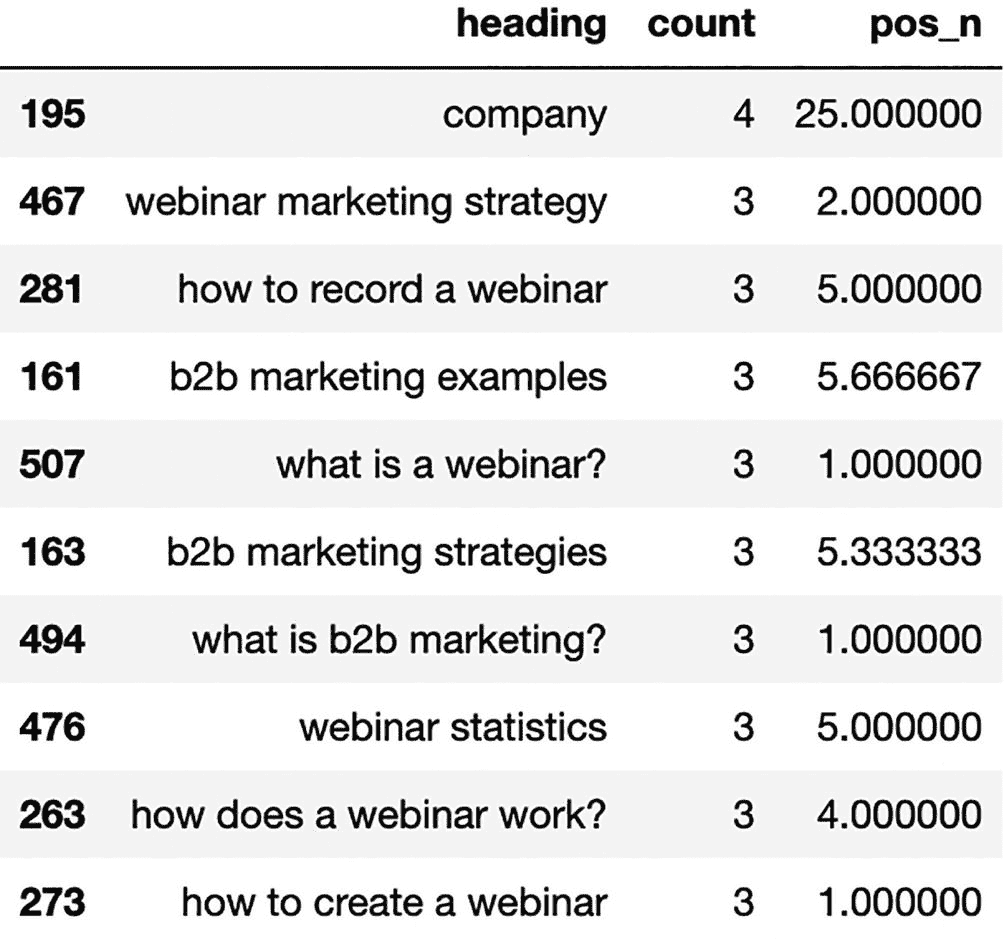 heading count pos_n
195 company 4 25.000000
467 webinar marketing strategy 3 2.000000
281 how to record a webinar 3 5.000000
161 b2b marketing examples 3 5.666667
507 what is a webinar? 3 1.000000
163 b2b marketing strategies 3 5.333333
494 what is b2b marketing? 3 1.000000
476 webinar statistics 3 5.000000
263 how does a webinar work? 3 4.000000
273 how to create a webinar 3 1.000000